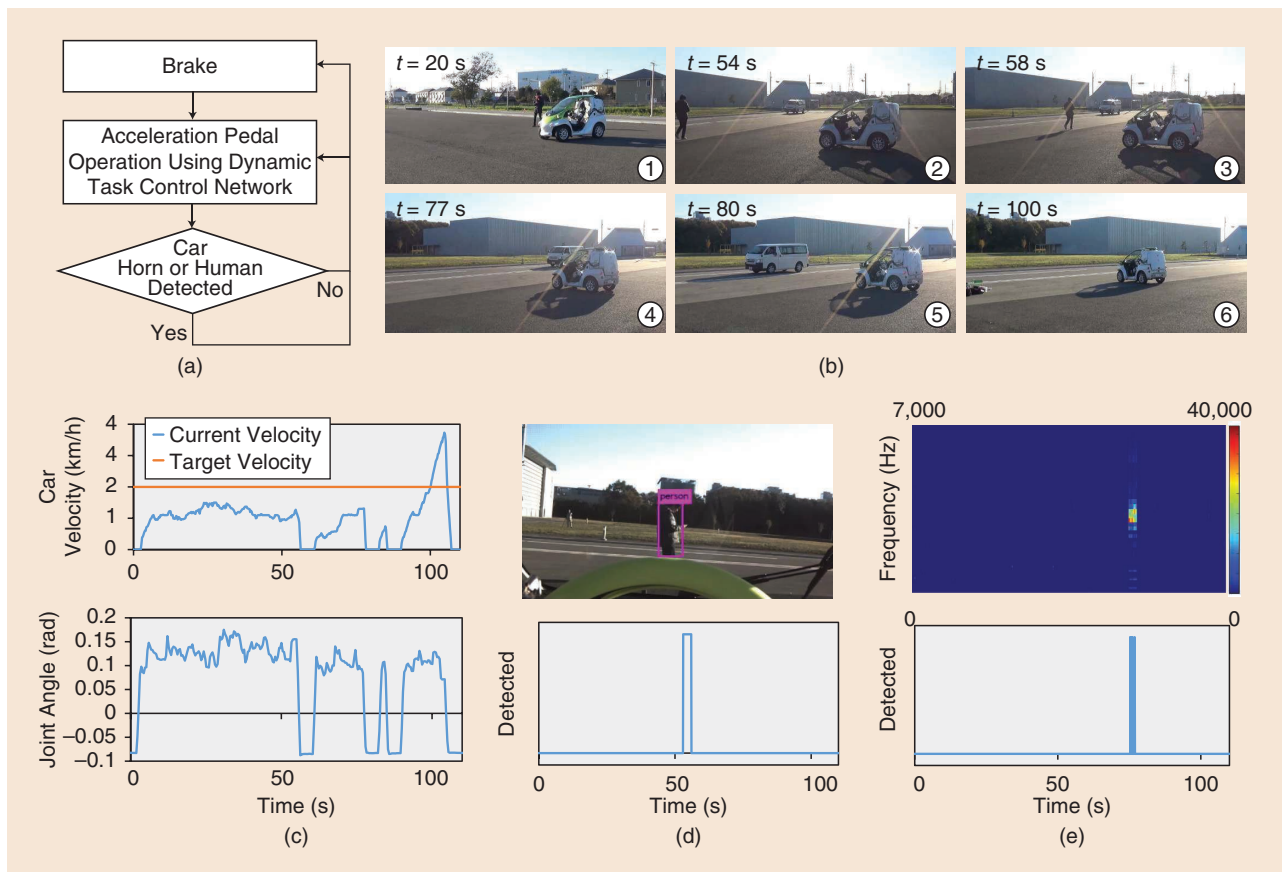 Brake
Acceleration Pedal
Operation Using Dynamic
Task Control Network
Car
Horn or Human
Detected
No
Yes
(a)
t = 20 s
1
t = 54 s
2
t = 58 s
3
t = 77 s
4
t = 80 s
5
t = 100 s
6
(b)
Car
Velocity (km/h)
4
4
2
1
0
Current Velocity
Target Velocity
0
50
100
Joint Angle (rad)
0.2
0.15
0.1
0.05
0
−0.05
−0.1
0
50
100
Time (s)
(c)
person
Detected
0
50
100
Time (s)
(d)
7,000
40,000
Frequency (Hz)
0
0
Detected
0
50
100
Time (s)
(e)